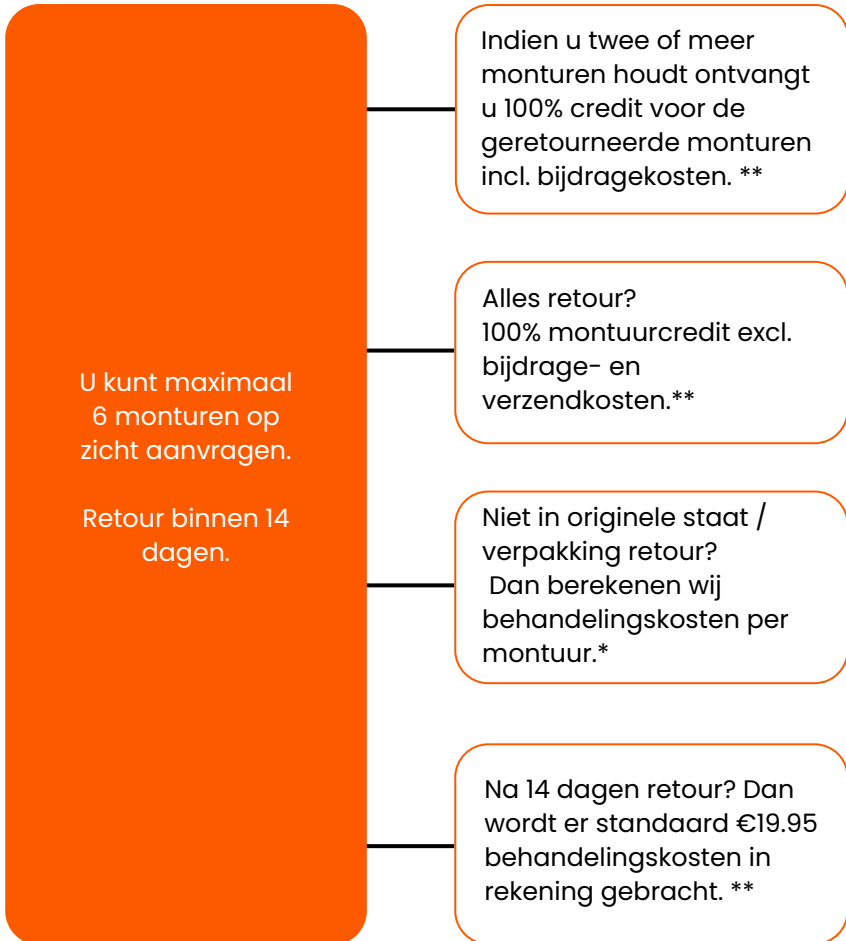 U kunt maximaal
6 monturen op
zicht aanvragen.
Retour binnen 14
dagen.
Indien u twee of meer
monturen houdt ontvangt
u 100% credit voor de
geretourneerde monturen
incl. bijdragekosten. **
Alles retour?
100% montuurcredit excl.
bijdrage- en
verzendkosten.**
Niet in originele staat /
verpakking retour?
Dan berekenen wij
behandelingskosten per
montuur.*
Na 14 dagen retour? Dan
wordt er standaard €19.95
behandelingskosten in
rekening gebracht. **